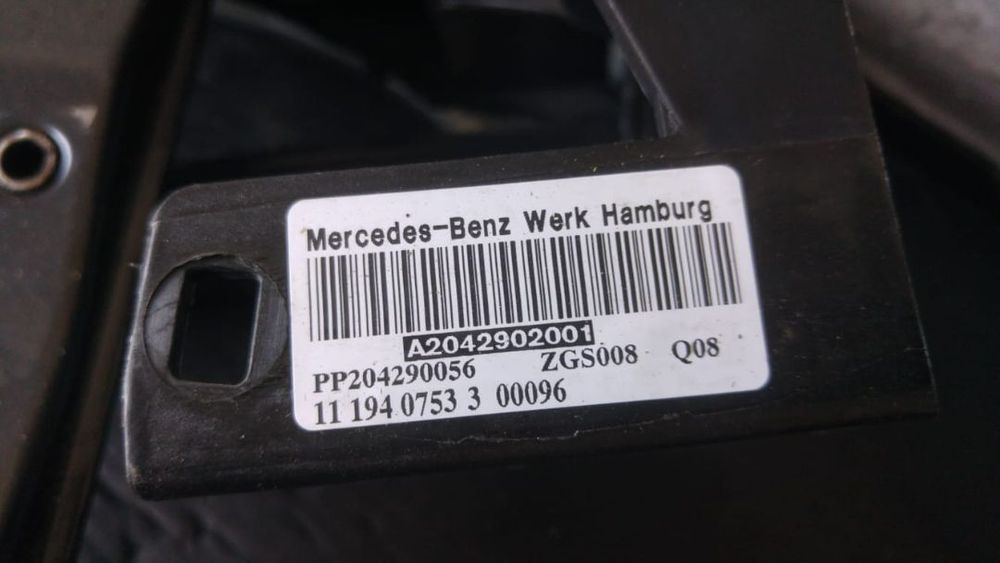 Mercedes-Benz Werk Hamburg
A2042902001
PP204290056 ZGS008 Q08
11 194 0753 3 00096